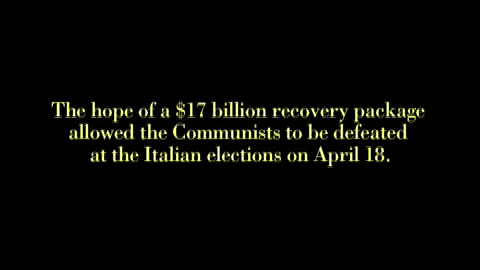 The hope of a $17 billion recovery package
allowed the Communists to be defeated
at the Italian elections on April 18.